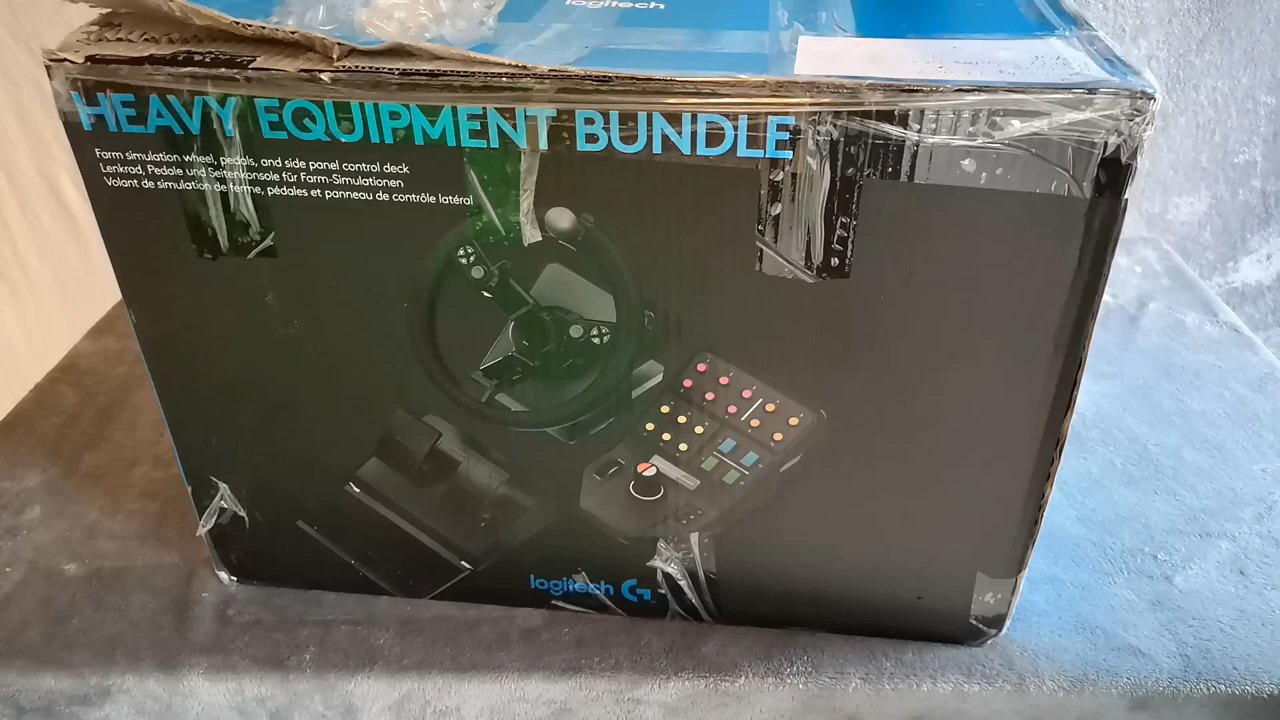 logitech
HEAVY EQUIPMENT BUNDLE
Farm simulation wheel, pedals, and side panel control deck
Lenkrad, Pedale und Seitenkonsole für Farm-Simulationen
Volant de simulation de ferme, pédales et panneau de contrôle latéral
logitech G